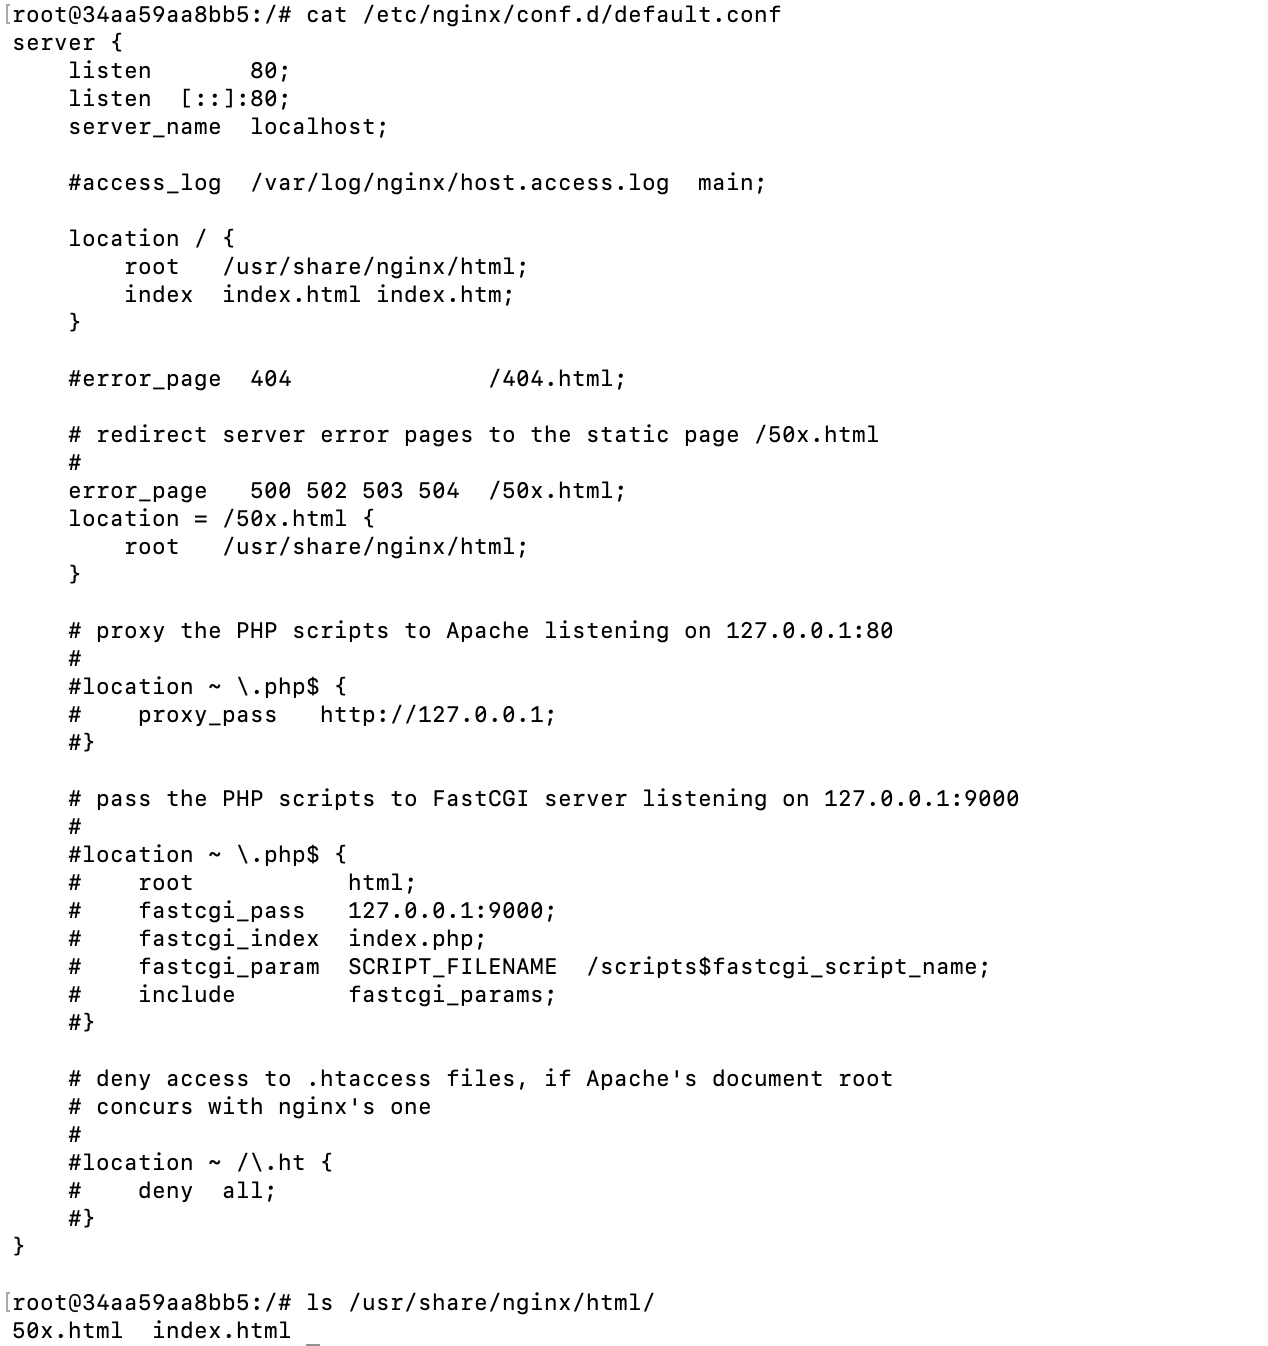 [root@34aa59aa8bb5:/# cat /etc/nginx/conf.d/default.conf
server {
    listen       80;
    listen  [::]:80;
    server_name  localhost;

    #access_log  /var/log/nginx/host.access.log  main;

    location / {
        root   /usr/share/nginx/html;
        index  index.html index.htm;
    }

    #error_page  404              /404.html;

    # redirect server error pages to the static page /50x.html
    #
    error_page   500 502 503 504  /50x.html;
    location = /50x.html {
        root   /usr/share/nginx/html;
    }

    # proxy the PHP scripts to Apache listening on 127.0.0.1:80
    #
    #location ~ \.php$ {
    #    proxy_pass   http://127.0.0.1;
    #}

    # pass the PHP scripts to FastCGI server listening on 127.0.0.1:9000
    #
    #location ~ \.php$ {
    #    root           html;
    #    fastcgi_pass   127.0.0.1:9000;
    #    fastcgi_index  index.php;
    #    fastcgi_param  SCRIPT_FILENAME  /scripts$fastcgi_script_name;
    #    include        fastcgi_params;
    #}

    # deny access to .htaccess files, if Apache's document root
    # concurs with nginx's one
    #
    #location ~ /\.ht {
    #    deny  all;
    #}
}

[root@34aa59aa8bb5:/# ls /usr/share/nginx/html/
50x.html  index.html